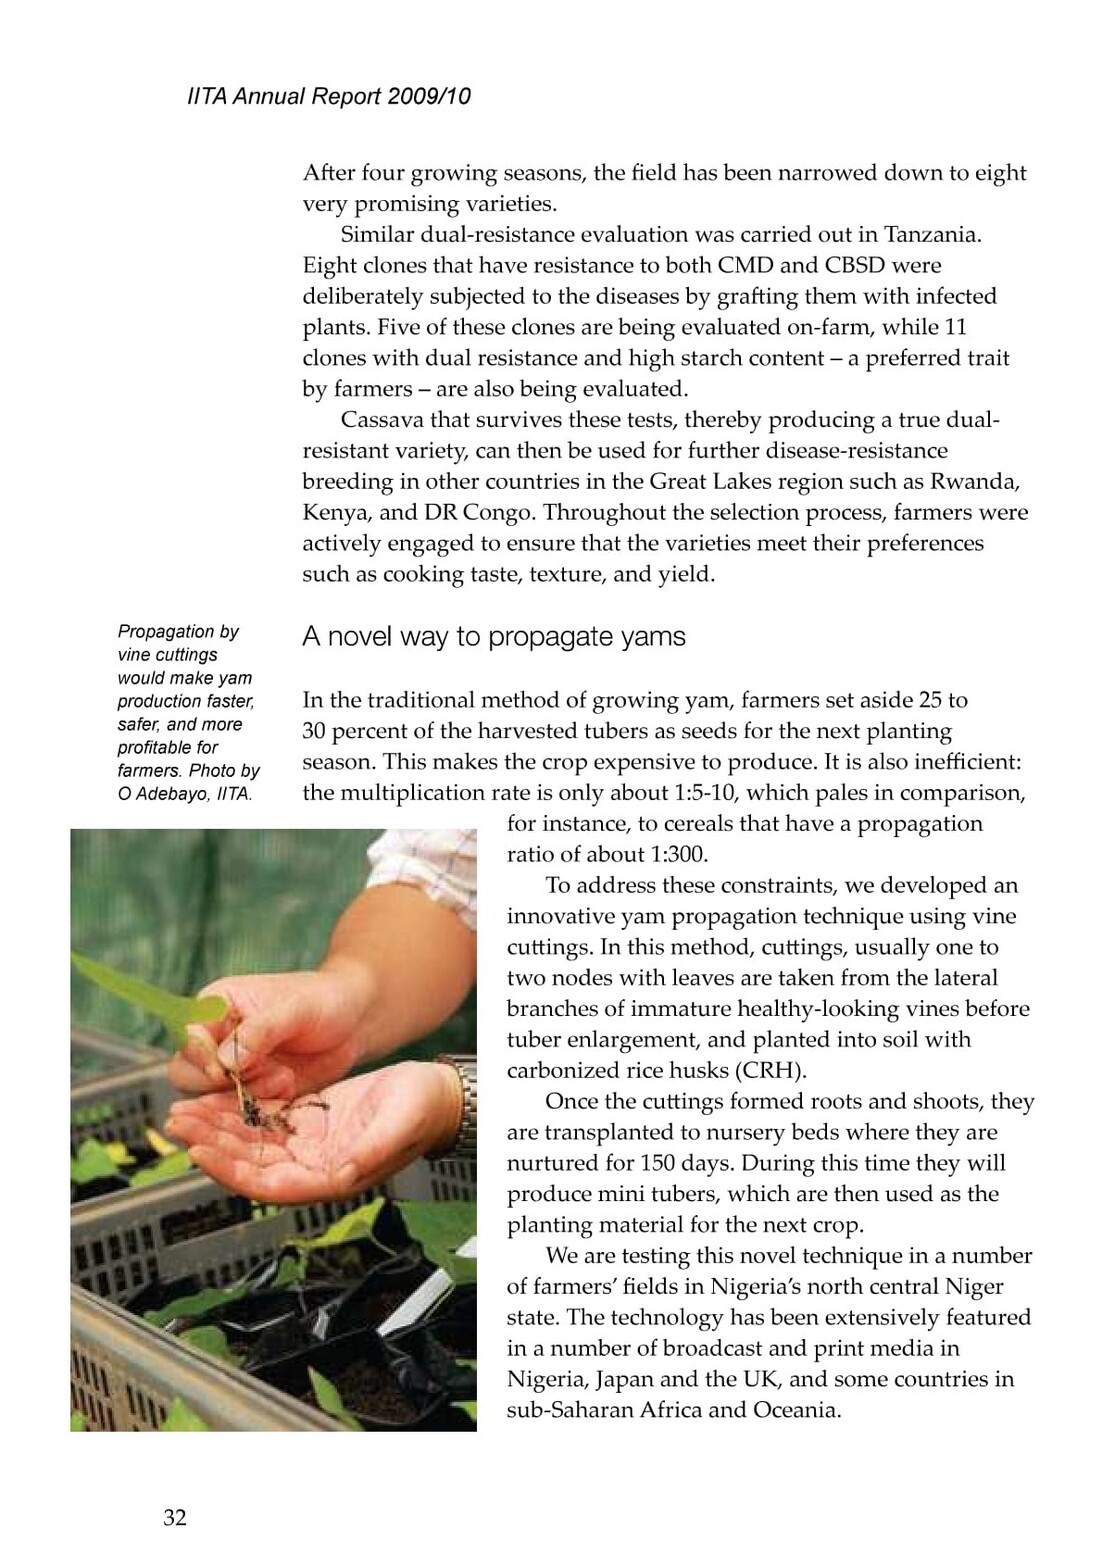 IITA Annual Report 2009/10
After four growing seasons, the field has been narrowed down to eight
very promising varieties.
Similar dual-resistance evaluation was carried out in Tanzania.
Eight clones that have resistance to both CMD and CBSD were
deliberately subjected to the diseases by grafting them with infected
plants. Five of these clones are being evaluated on-farm, while 11
clones with dual resistance and high starch content – a preferred trait
by farmers – are also being evaluated.
Cassava that survives these tests, thereby producing a true dual-
resistant variety, can then be used for further disease-resistance
breeding in other countries in the Great Lakes region such as Rwanda,
Kenya, and DR Congo. Throughout the selection process, farmers were
actively engaged to ensure that the varieties meet their preferences
such as cooking taste, texture, and yield.
Propagation by
vine cuttings
would make yam
production faster,
safer, and more
profitable for
farmers. Photo by
O Adebayo, IITA.
A novel way to propagate yams
In the traditional method of growing yam, farmers set aside 25 to
30 percent of the harvested tubers as seeds for the next planting
season. This makes the crop expensive to produce. It is also inefficient:
the multiplication rate is only about 1:5-10, which pales in comparison,
for instance, to cereals that have a propagation
ratio of about 1:300.
To address these constraints, we developed an
innovative yam propagation technique using vine
cuttings. In this method, cuttings, usually one to
two nodes with leaves are taken from the lateral
branches of immature healthy-looking vines before
tuber enlargement, and planted into soil with
carbonized rice husks (CRH).
Once the cuttings formed roots and shoots, they
are transplanted to nursery beds where they are
nurtured for 150 days. During this time they will
produce mini tubers, which are then used as the
planting material for the next crop.
We are testing this novel technique in a number
of farmers’ fields in Nigeria’s north central Niger
state. The technology has been extensively featured
in a number of broadcast and print media in
Nigeria, Japan and the UK, and some countries in
sub-Saharan Africa and Oceania.
32